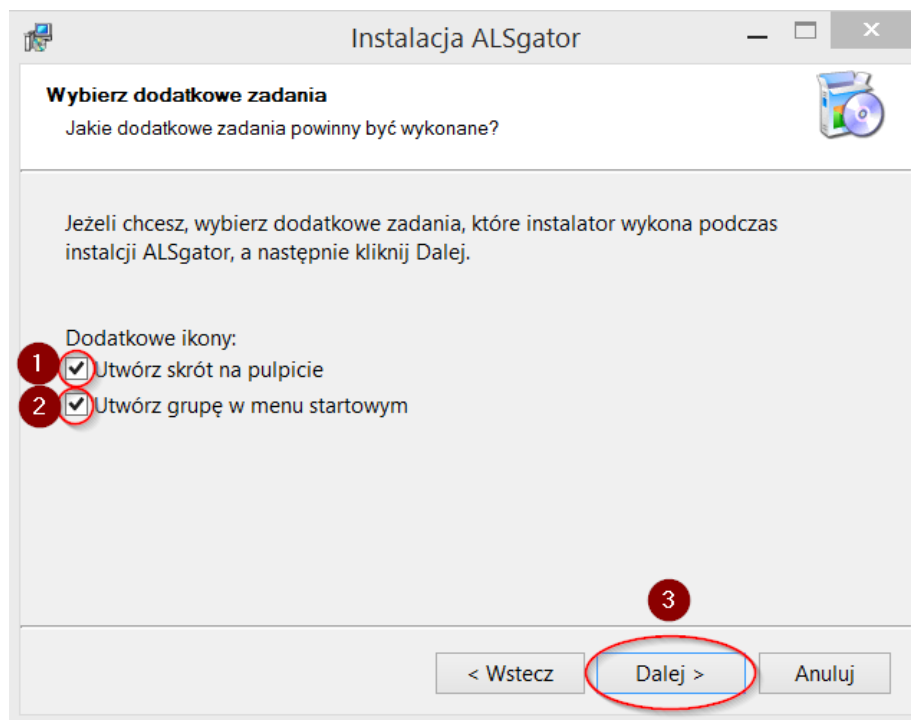 Instalacja ALSgator
Wybierz dodatkowe zadania
Jakie dodatkowe zadania powinny być wykonane?
Jeżeli chcesz, wybierz dodatkowe zadania, które instalator wykona podczas
instalcji ALSgator, a następnie kliknij Dalej.
Dodatkowe ikony:
1 Utwórz skrót na pulpicie
2 Utwórz grupę w menu startowym
3
< Wstecz Dalej > Anuluj